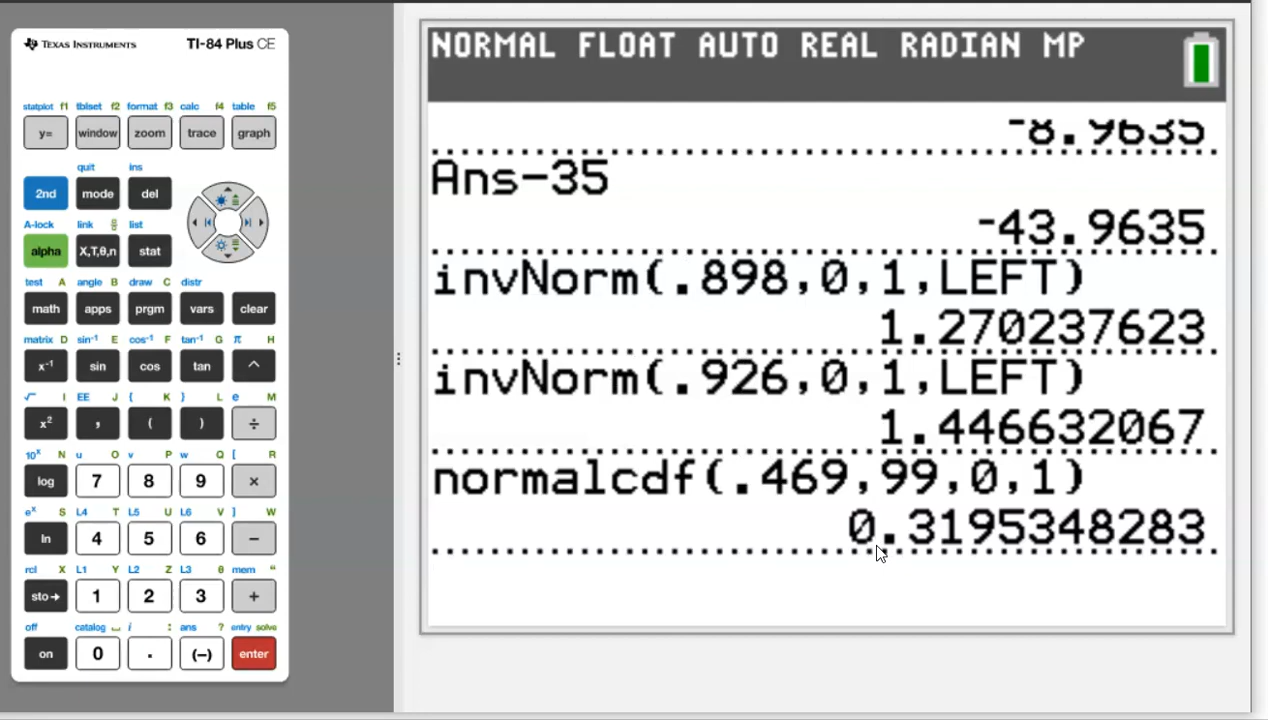 TEXAS INSTRUMENTS TI-84 Plus CE
statplot f1 tblset f2 format f3 calc f4 table f5
y= window zoom trace graph
quit ins
2nd mode del
A-lock link list
alpha X,T,θ,n stat
test A angle B draw C distr
math apps prgm vars clear
matrix D sin⁻¹ E cos⁻¹ F tan⁻¹ G π H
x⁻¹ sin cos tan ^
√ I EE J { K } L e M
x² , ( ) ÷
10ˣ N u O v P w Q [ R
log 7 8 9 ×
eˣ S L4 T L5 U L6 V ] W
ln 4 5 6 −
rcl X L1 Y L2 Z L3 θ mem "
sto→ 1 2 3 +
off catalog ⎵ i : ans ? entry solve
on 0 . (−) enter
NORMAL FLOAT AUTO REAL RADIAN MP
-8.9635
Ans-35
-43.9635
invNorm(.898,0,1,LEFT)
1.270237623
invNorm(.926,0,1,LEFT)
1.446632067
normalcdf(.469,99,0,1)
0.3195348283